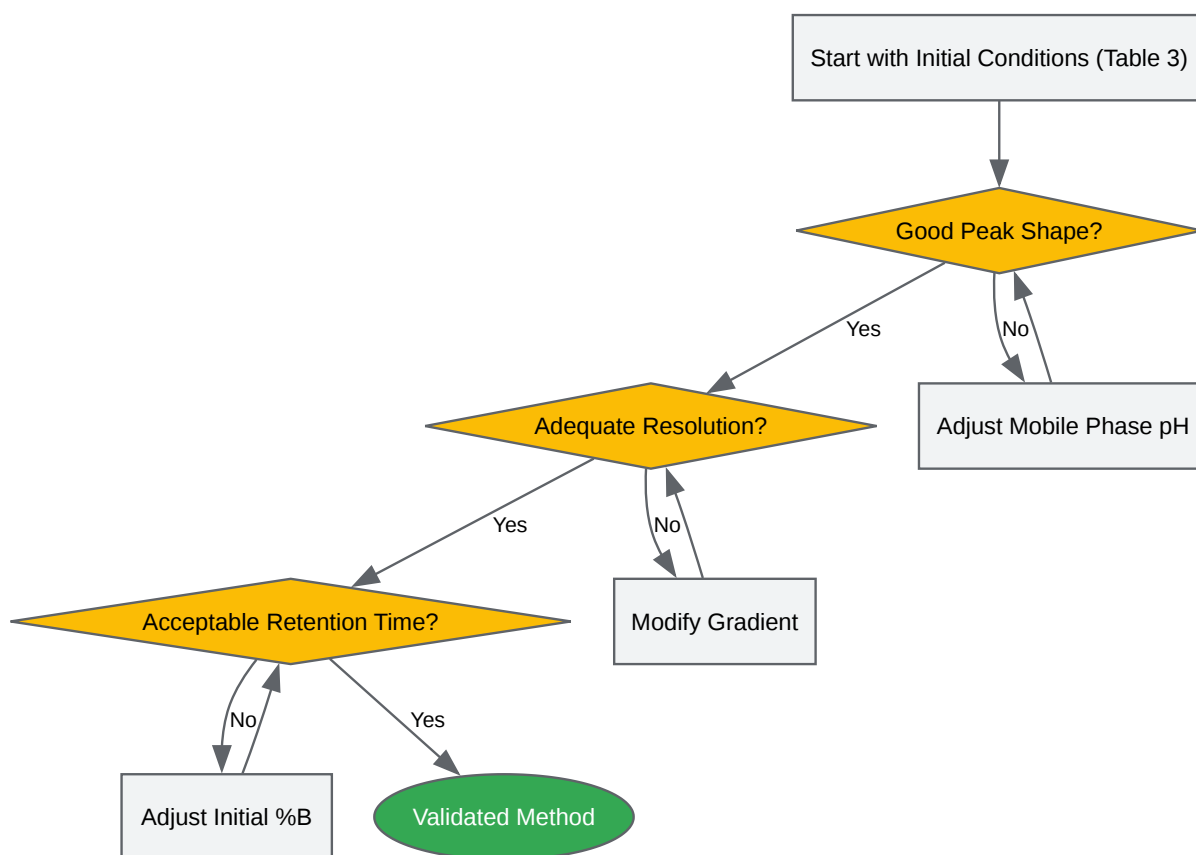 Start with Initial Conditions (Table 3)
Good Peak Shape?
Yes
No
Adjust Mobile Phase pH
Adequate Resolution?
Yes
No
Modify Gradient
Acceptable Retention Time?
No
Yes
Adjust Initial %B
Validated Method